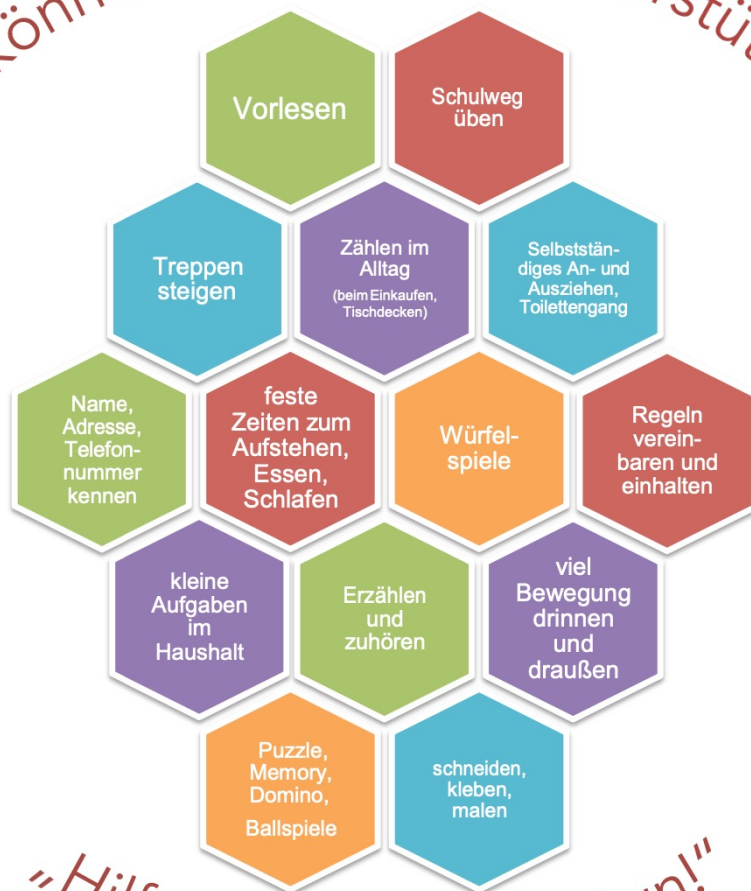 Vorlesen
Schulweg
üben
Treppen
steigen
Zählen im
Alltag
(beim Einkaufen,
Tischdecken)
Selbststän-
diges An- und
Ausziehen,
Toilettengang
Name,
Adresse,
Telefon-
nummer
kennen
feste
Zeiten zum
Aufstehen,
Essen,
Schlafen
Würfel-
spiele
Regeln
verein-
baren und
einhalten
kleine
Aufgaben
im
Haushalt
Erzählen
und
zuhören
viel
Bewegung
drinnen
und
draußen
Puzzle,
Memory,
Domino,
Ballspiele
schneiden,
kleben,
malen